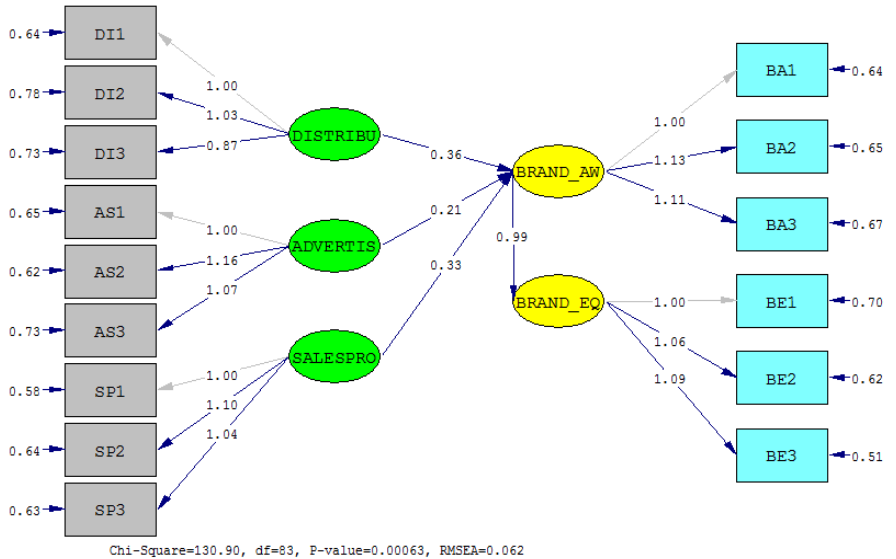 0.64 DI1
0.78 DI2
0.73 DI3
0.65 AS1
0.62 AS2
0.73 AS3
0.58 SP1
0.64 SP2
0.63 SP3
1.00
1.03
0.87
1.00
1.16
1.07
1.00
1.10
1.04
DISTRIBU
ADVERTIS
SALESPRO
0.36
0.21
0.33
BRAND_AW
0.99
BRAND_EQ
1.00
1.13
1.11
1.00
1.06
1.09
BA1 0.64
BA2 0.65
BA3 0.67
BE1 0.70
BE2 0.62
BE3 0.51
Chi-Square=130.90, df=83, P-value=0.00063, RMSEA=0.062